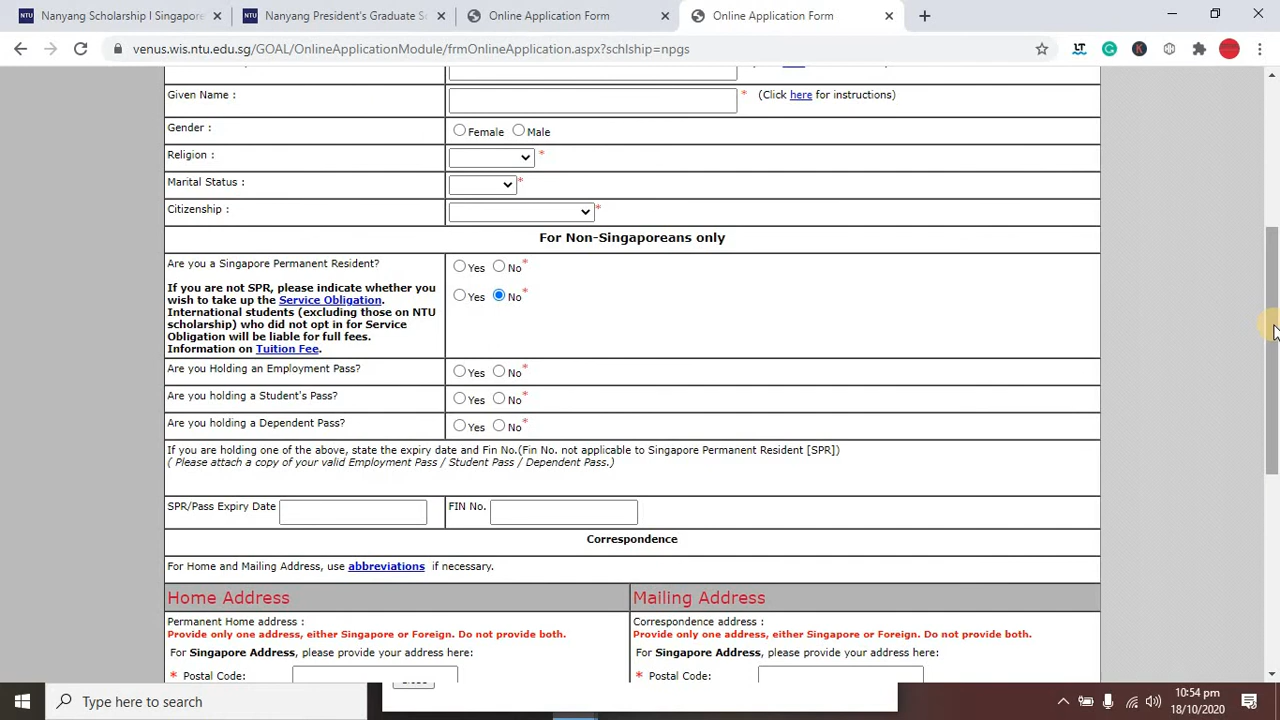 Nanyang Scholarship I Singapore
Nanyang President's Graduate Sc
Online Application Form
Online Application Form
venus.wis.ntu.edu.sg/GOAL/OnlineApplicationModule/frmOnlineApplication.aspx?schlship=npgs
Given Name :
* (Click here for instructions)
Gender :
Female Male
Religion :
*
Marital Status :
*
Citizenship :
*
For Non-Singaporeans only
Are you a Singapore Permanent Resident?
Yes No *
If you are not SPR, please indicate whether you
wish to take up the Service Obligation.
International students (excluding those on NTU
scholarship) who did not opt in for Service
Obligation will be liable for full fees.
Information on Tuition Fee.
Yes No *
Are you Holding an Employment Pass?
Yes No *
Are you holding a Student's Pass?
Yes No *
Are you holding a Dependent Pass?
Yes No *
If you are holding one of the above, state the expiry date and Fin No.(Fin No. not applicable to Singapore Permanent Resident [SPR])
( Please attach a copy of your valid Employment Pass / Student Pass / Dependent Pass.)
SPR/Pass Expiry Date
FIN No.
Correspondence
For Home and Mailing Address, use abbreviations if necessary.
Home Address
Permanent Home address :
Provide only one address, either Singapore or Foreign. Do not provide both.
For Singapore Address, please provide your address here:
* Postal Code:
Mailing Address
Correspondence address :
Provide only one address, either Singapore or Foreign. Do not provide both.
For Singapore Address, please provide your address here:
* Postal Code:
Type here to search
10:54 pm
18/10/2020